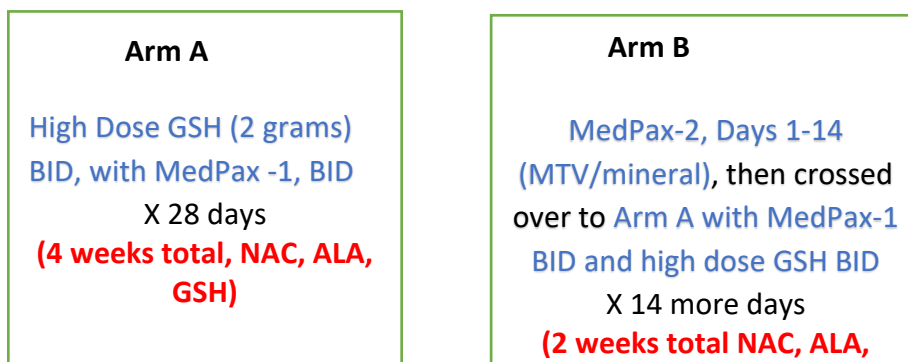 Arm A
High Dose GSH (2 grams)
BID, with MedPax -1, BID
X 28 days
(4 weeks total, NAC, ALA,
GSH)
Arm B
MedPax-2, Days 1-14
(MTV/mineral), then crossed
over to Arm A with MedPax-1
BID and high dose GSH BID
X 14 more days
(2 weeks total NAC, ALA,